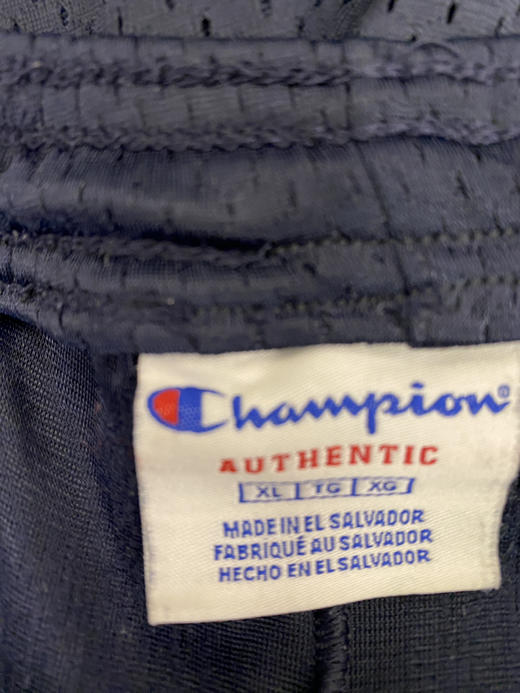 Champion®
AUTHENTIC
XL TG XG
MADE IN EL SALVADOR
FABRIQUÉ AU SALVADOR
HECHO EN EL SALVADOR